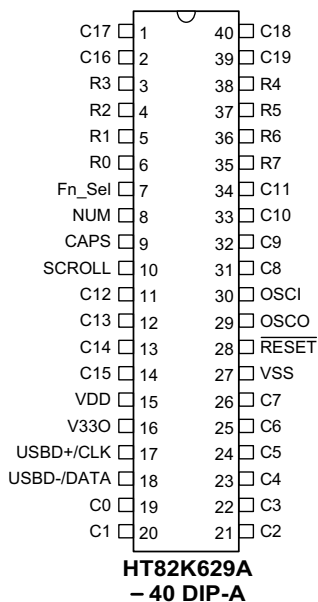 C17 1 40 C18
C16 2 39 C19
R3 3 38 R4
R2 4 37 R5
R1 5 36 R6
R0 6 35 R7
Fn_Sel 7 34 C11
NUM 8 33 C10
CAPS 9 32 C9
SCROLL 10 31 C8
C12 11 30 OSCI
C13 12 29 OSCO
C14 13 28 RESET
C15 14 27 VSS
VDD 15 26 C7
V33O 16 25 C6
USBD+/CLK 17 24 C5
USBD-/DATA 18 23 C4
C0 19 22 C3
C1 20 21 C2
HT82K629A
– 40 DIP-A